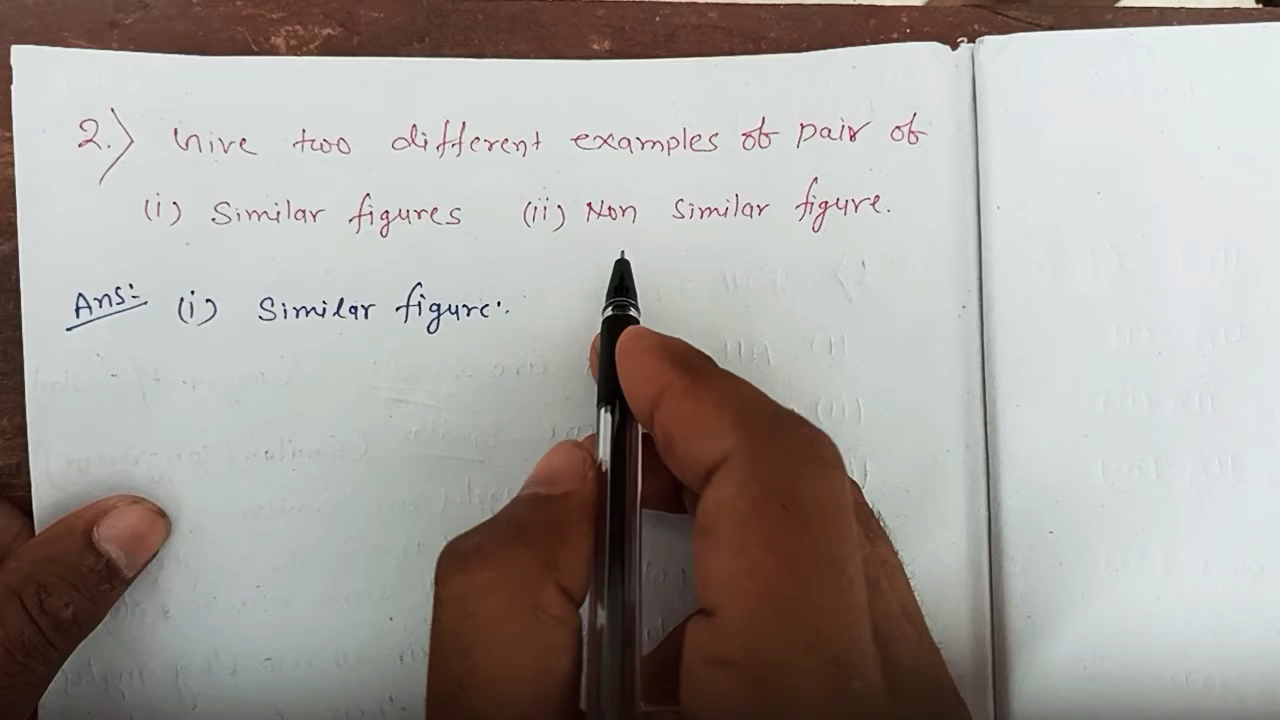 2.) Give two different examples of pair of
(i) Similar figures (ii) Non similar figure.
Ans:- (i) Similar figure:.